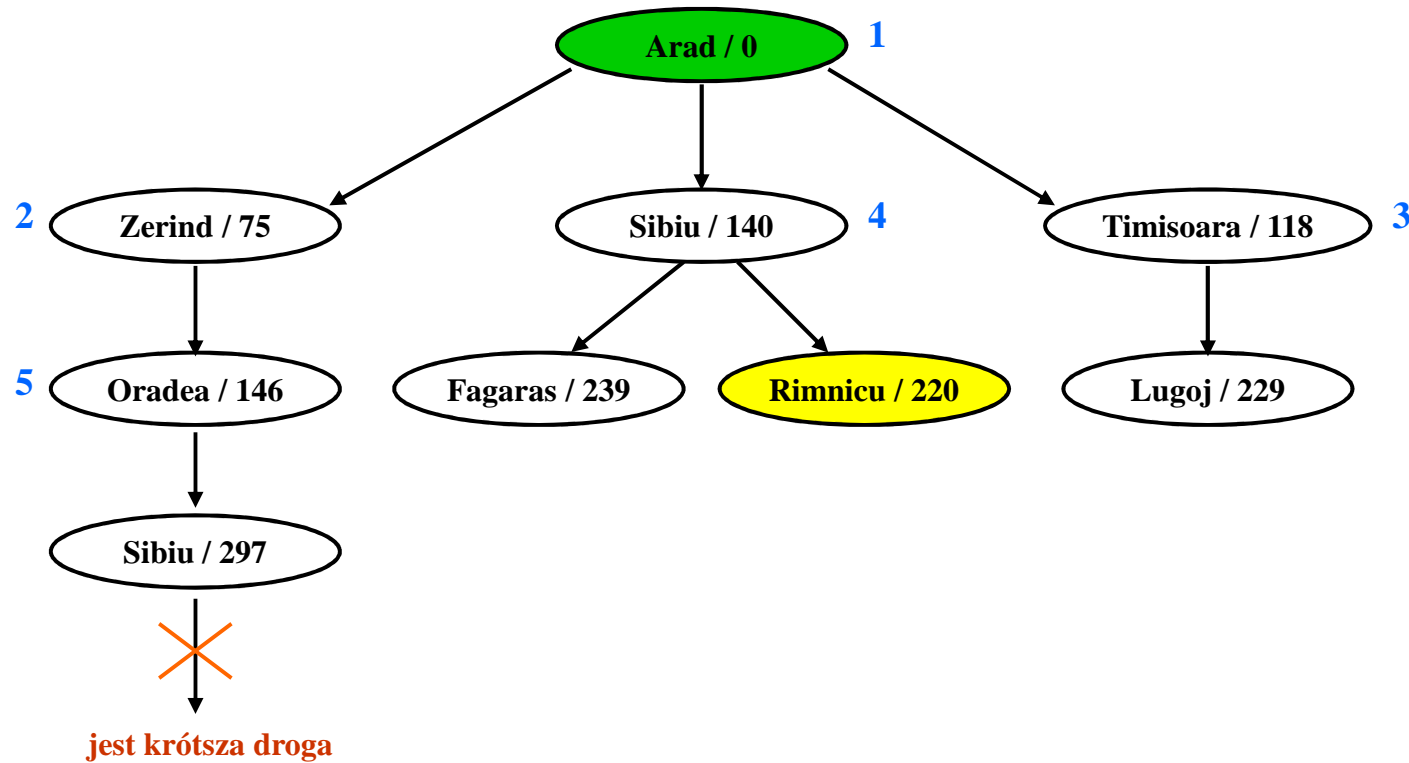 Arad / 0 1
2 Zerind / 75 Sibiu / 140 4 Timisoara / 118 3
5 Oradea / 146 Fagaras / 239 Rimnicu / 220 Lugoj / 229
Sibiu / 297
jest krótsza droga